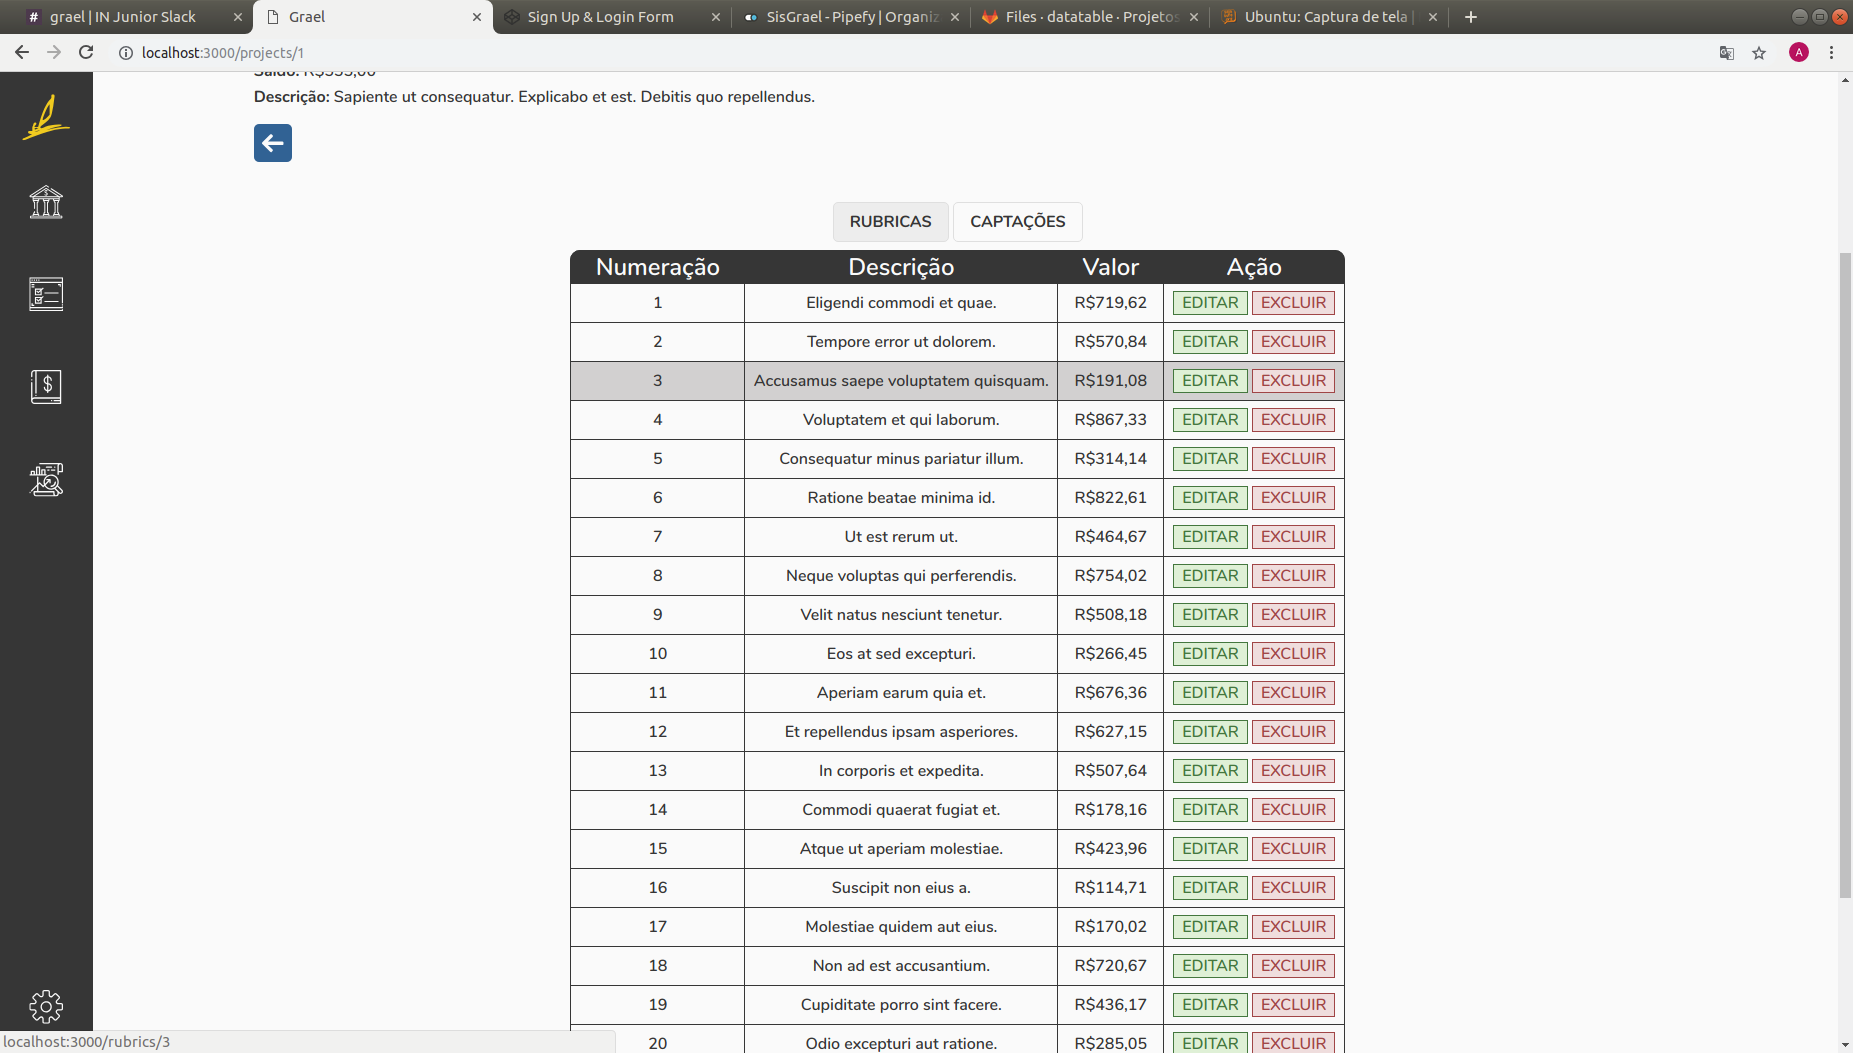 grael | IN Junior Slack
Grael
Sign Up & Login Form
SisGrael - Pipefy | Organiz
Files · datatable · Projetos
Ubuntu: Captura de tela |
localhost:3000/projects/1
A
Saldo: R$555,00
Descrição: Sapiente ut consequatur. Explicabo et est. Debitis quo repellendus.
RUBRICAS CAPTAÇÕES
Numeração Descrição Valor Ação
1 Eligendi commodi et quae. R$719,62 EDITAR EXCLUIR
2 Tempore error ut dolorem. R$570,84 EDITAR EXCLUIR
3 Accusamus saepe voluptatem quisquam. R$191,08 EDITAR EXCLUIR
4 Voluptatem et qui laborum. R$867,33 EDITAR EXCLUIR
5 Consequatur minus pariatur illum. R$314,14 EDITAR EXCLUIR
6 Ratione beatae minima id. R$822,61 EDITAR EXCLUIR
7 Ut est rerum ut. R$464,67 EDITAR EXCLUIR
8 Neque voluptas qui perferendis. R$754,02 EDITAR EXCLUIR
9 Velit natus nesciunt tenetur. R$508,18 EDITAR EXCLUIR
10 Eos at sed excepturi. R$266,45 EDITAR EXCLUIR
11 Aperiam earum quia et. R$676,36 EDITAR EXCLUIR
12 Et repellendus ipsam asperiores. R$627,15 EDITAR EXCLUIR
13 In corporis et expedita. R$507,64 EDITAR EXCLUIR
14 Commodi quaerat fugiat et. R$178,16 EDITAR EXCLUIR
15 Atque ut aperiam molestiae. R$423,96 EDITAR EXCLUIR
16 Suscipit non eius a. R$114,71 EDITAR EXCLUIR
17 Molestiae quidem aut eius. R$170,02 EDITAR EXCLUIR
18 Non ad est accusantium. R$720,67 EDITAR EXCLUIR
19 Cupiditate porro sint facere. R$436,17 EDITAR EXCLUIR
20 Odio excepturi aut ratione. R$285,05 EDITAR EXCLUIR
localhost:3000/rubrics/3